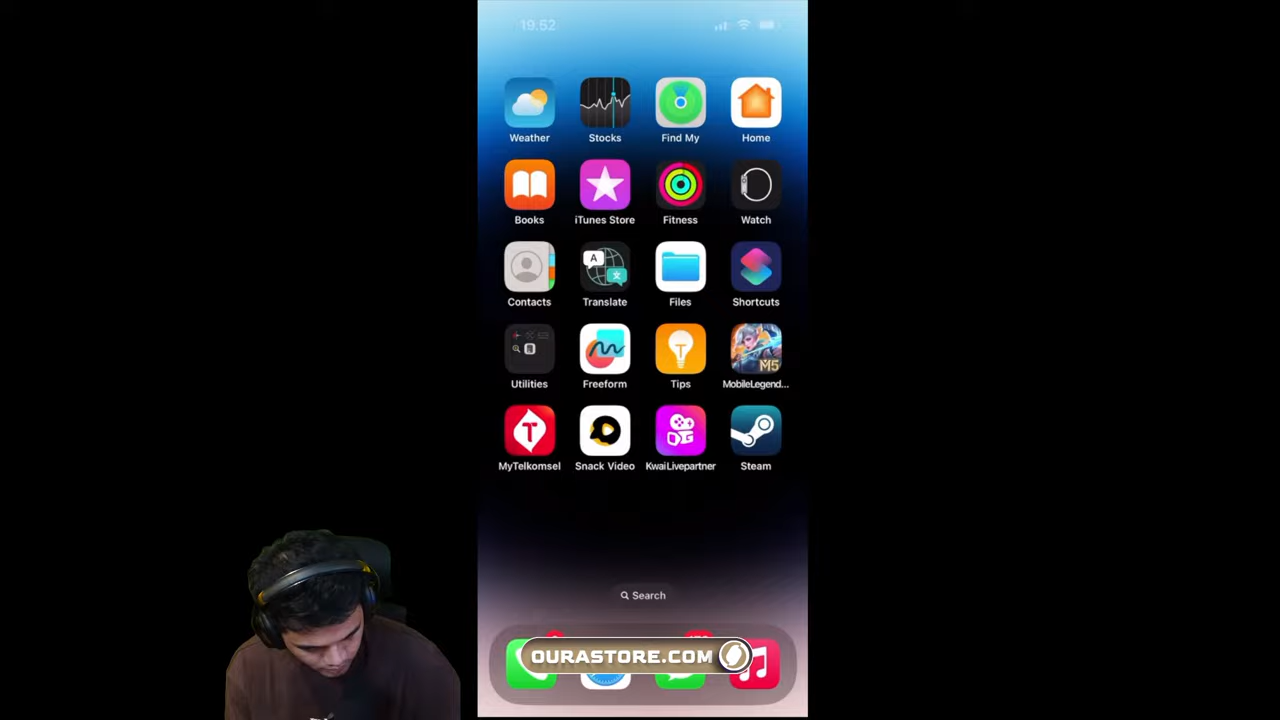 19.52
Weather Stocks Find My Home
Books iTunes Store Fitness Watch
Contacts Translate Files Shortcuts
A 文
Utilities Freeform Tips MobileLegend...
M5
MyTelkomsel Snack Video KwaiLivepartner Steam
Search
OURASTORE.COM